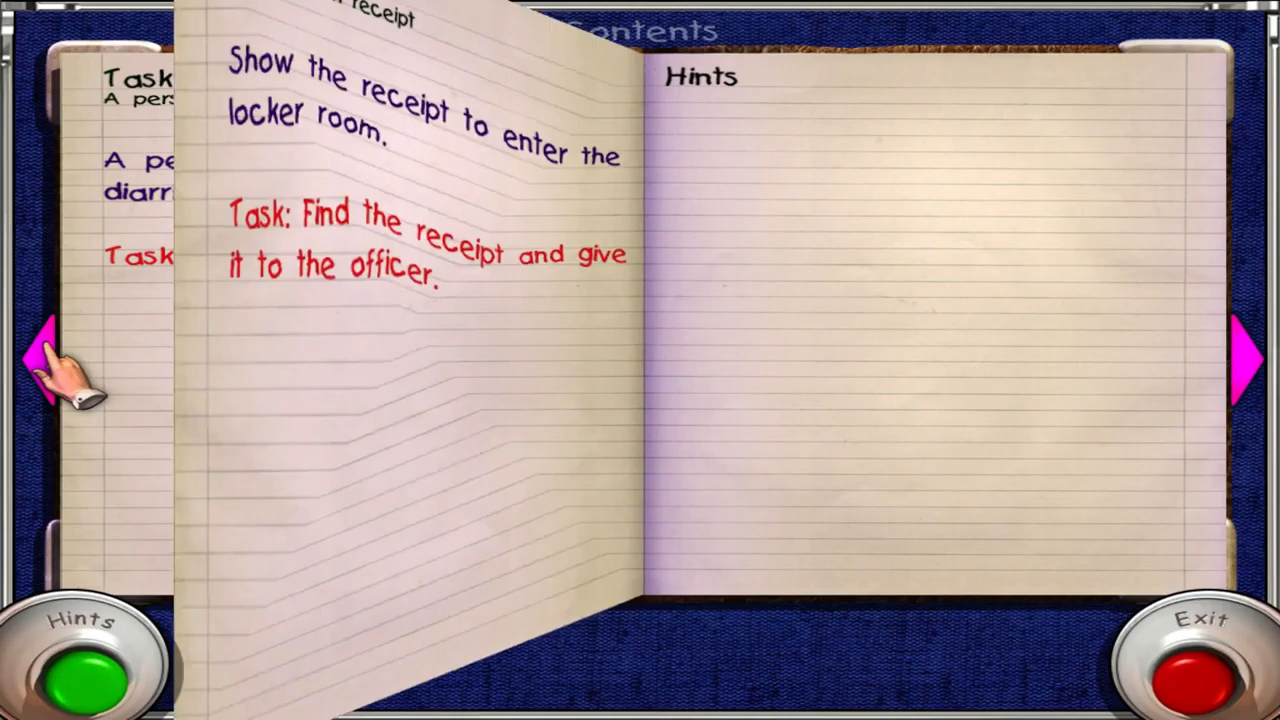 receipt
Contents
Task
A pers
A pe
diarr
Task
Show the receipt to enter the
locker room.
Task: Find the receipt and give
it to the officer.
Hints
Hints
Exit